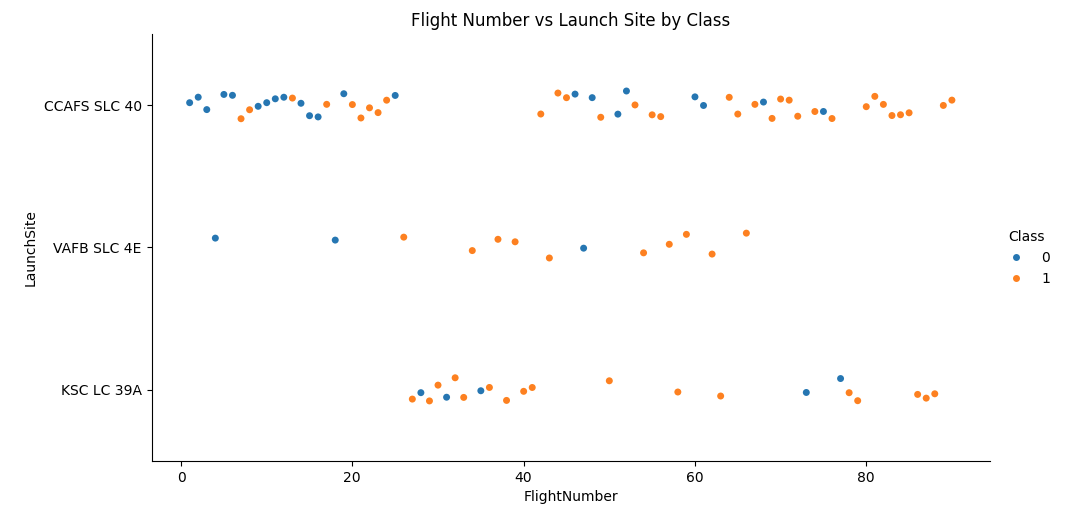 Flight Number vs Launch Site by Class
CCAFS SLC 40
VAFB SLC 4E
KSC LC 39A
LaunchSite
0 20 40 60 80
FlightNumber
Class
0
1